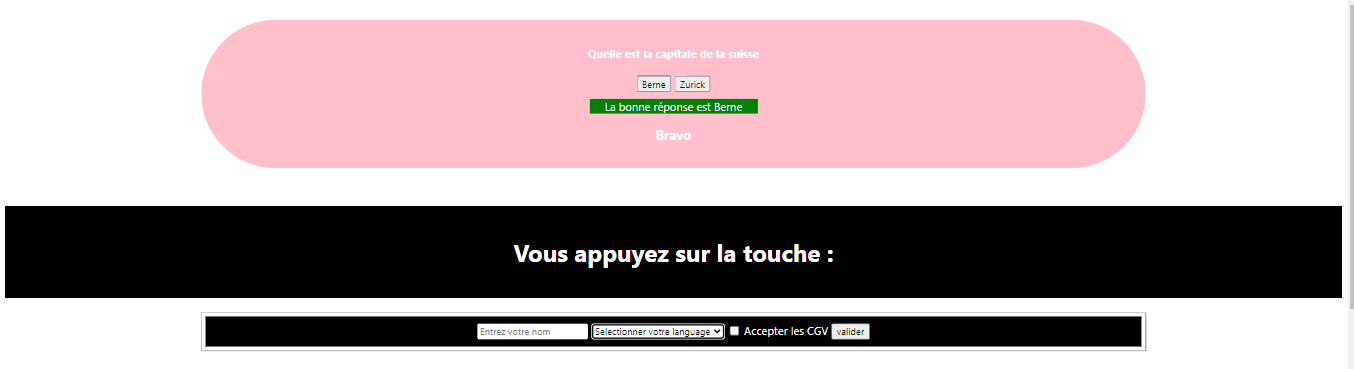 Quelle est la capitale de la suisse
Berne Zurick
La bonne réponse est Berne
Bravo
Vous appuyez sur la touche :
Entrez votre nom Selectionner votre language Accepter les CGV valider